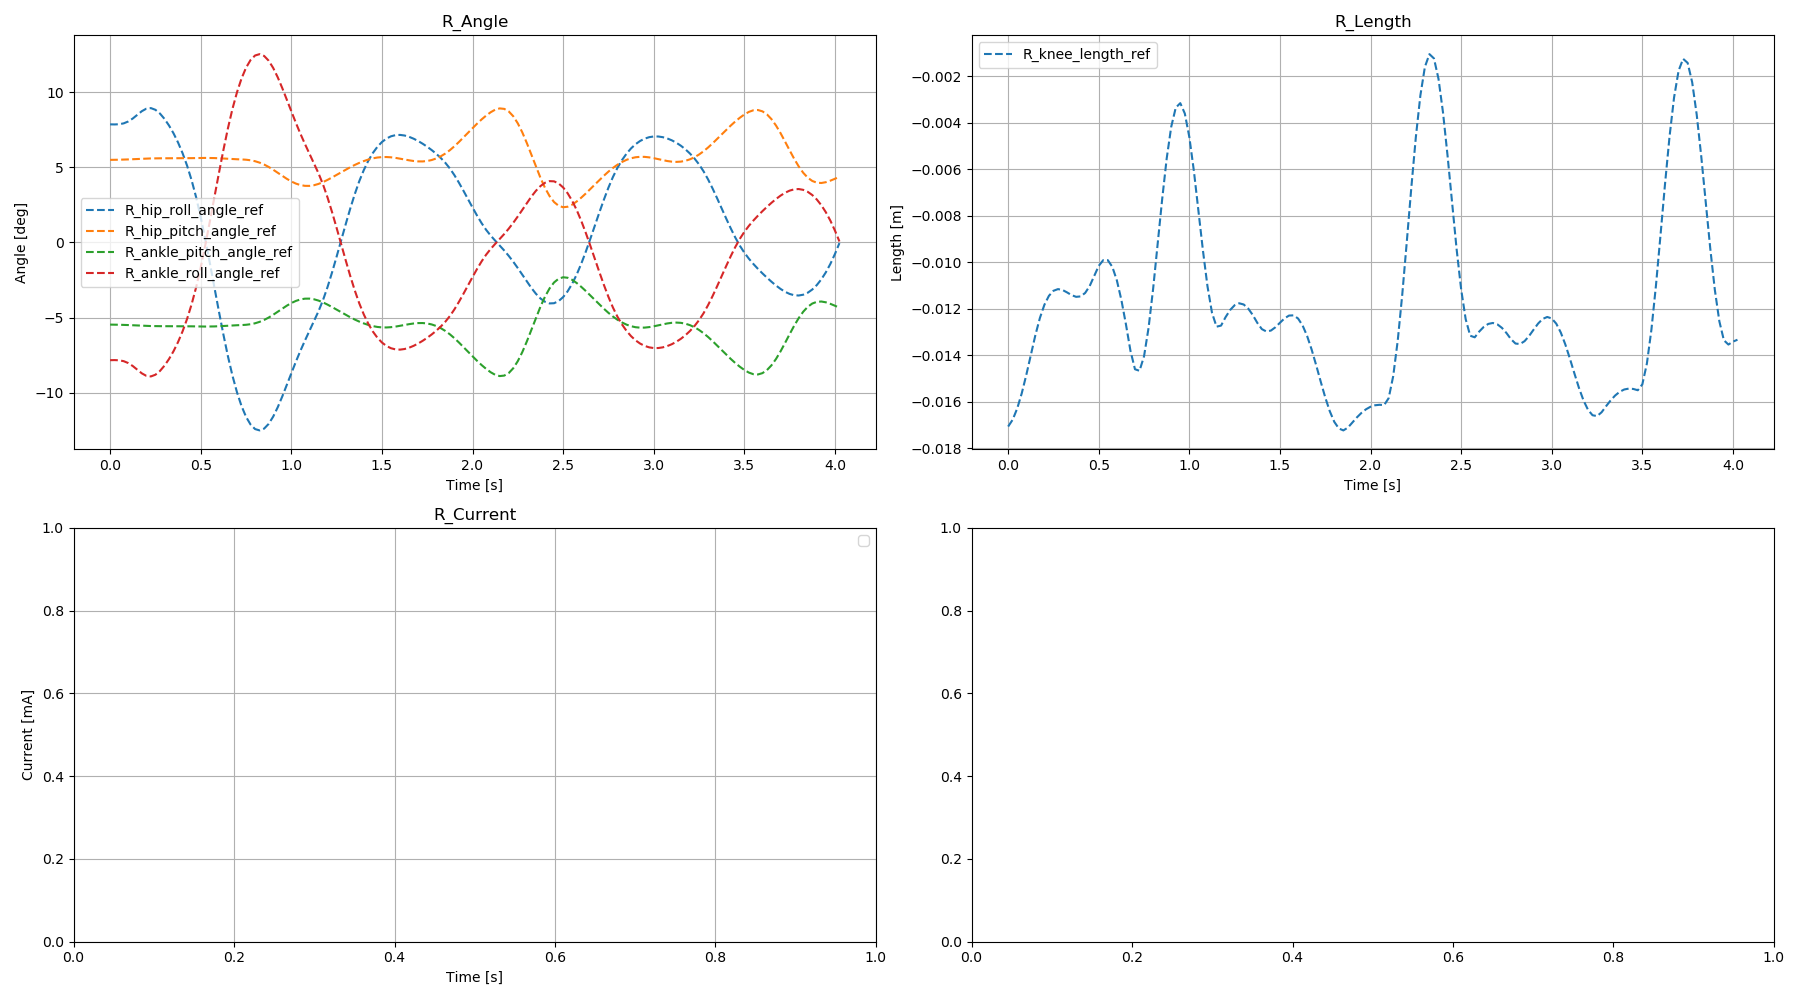 R_Angle
Angle [deg]
10
5
0
−5
−10
R_hip_roll_angle_ref
R_hip_pitch_angle_ref
R_ankle_pitch_angle_ref
R_ankle_roll_angle_ref
0.0 0.5 1.0 1.5 2.0 2.5 3.0 3.5 4.0
Time [s]
R_Length
Length [m]
−0.002
−0.004
−0.006
−0.008
−0.010
−0.012
−0.014
−0.016
−0.018
R_knee_length_ref
0.0 0.5 1.0 1.5 2.0 2.5 3.0 3.5 4.0
Time [s]
R_Current
Current [mA]
1.0
0.8
0.6
0.4
0.2
0.0
0.0 0.2 0.4 0.6 0.8 1.0
Time [s]
1.0
0.8
0.6
0.4
0.2
0.0
0.0 0.2 0.4 0.6 0.8 1.0